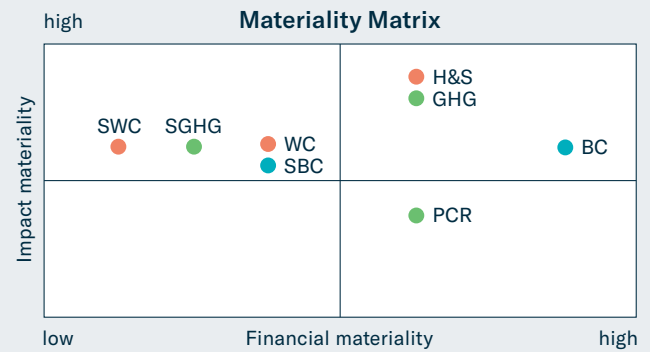 Materiality Matrix
high
Impact materiality
H&S
GHG
SWC
SGHG
WC
SBC
BC
PCR
low
Financial materiality
high